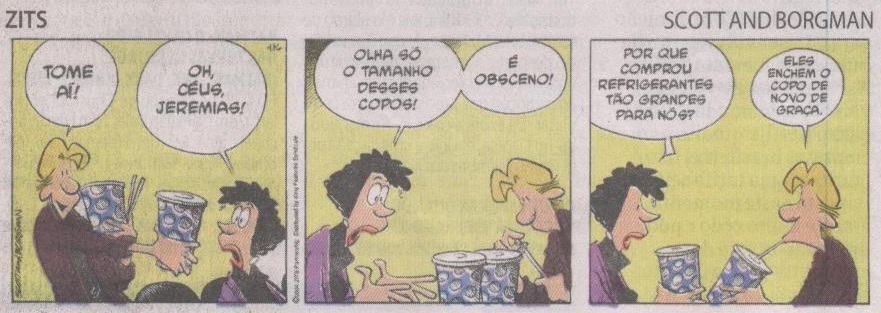 ZITS
SCOTT AND BORGMAN
TOME
AÍ!
OH,
CÉUS,
JEREMIAS!
OLHA SÓ
O TAMANHO
DESSES
COPOS!
É
OBSCENO!
POR QUE
COMPROU
REFRIGERANTES
TÃO GRANDES
PARA NÓS?
ELES
ENCHEM O
COPO DE
NOVO DE
GRAÇA.